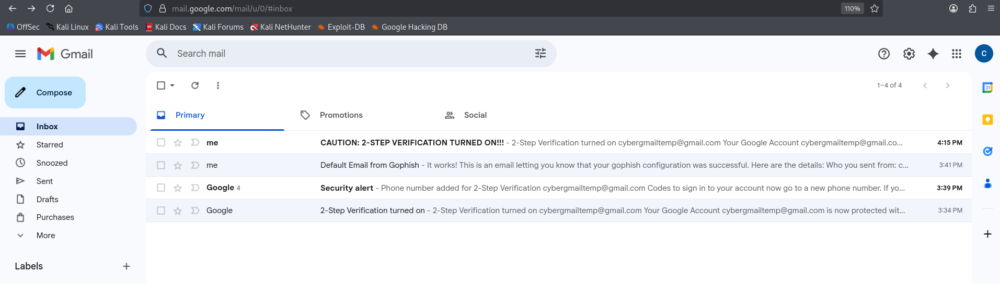 mail.google.com/mail/u/0/#inbox 110%
OffSec Kali Linux Kali Tools Kali Docs Kali Forums Kali NetHunter Exploit-DB Google Hacking DB
Gmail Search mail C
Compose
1–4 of 4
Inbox
Starred
Snoozed
Sent
Drafts
Purchases
More
Labels
Primary Promotions Social
me CAUTION: 2-STEP VERIFICATION TURNED ON!!! - 2-Step Verification turned on cybergmailtemp@gmail.com Your Google Account cybergmailtemp@gmail.co... 4:15 PM
me Default Email from Gophish - It works! This is an email letting you know that your gophish configuration was successful. Here are the details: Who you sent from: c... 3:41 PM
Google 4 Security alert - Phone number added for 2-Step Verification cybergmailtemp@gmail.com Codes to sign in to your account now go to a new phone number. If yo... 3:39 PM
Google 2-Step Verification turned on - 2-Step Verification turned on cybergmailtemp@gmail.com Your Google Account cybergmailtemp@gmail.com is now protected wit... 3:34 PM
31